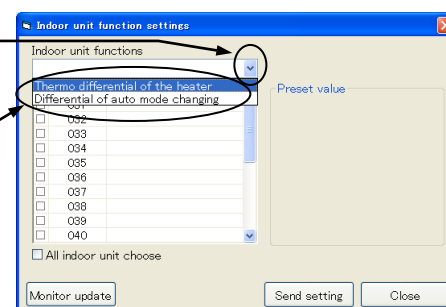 Indoor unit function settings
Indoor unit functions
Thermo differential of the heater
Differential of auto mode changing
Preset value
031
032
033
034
035
036
037
038
039
040
All indoor unit choose
Monitor update
Send setting
Close